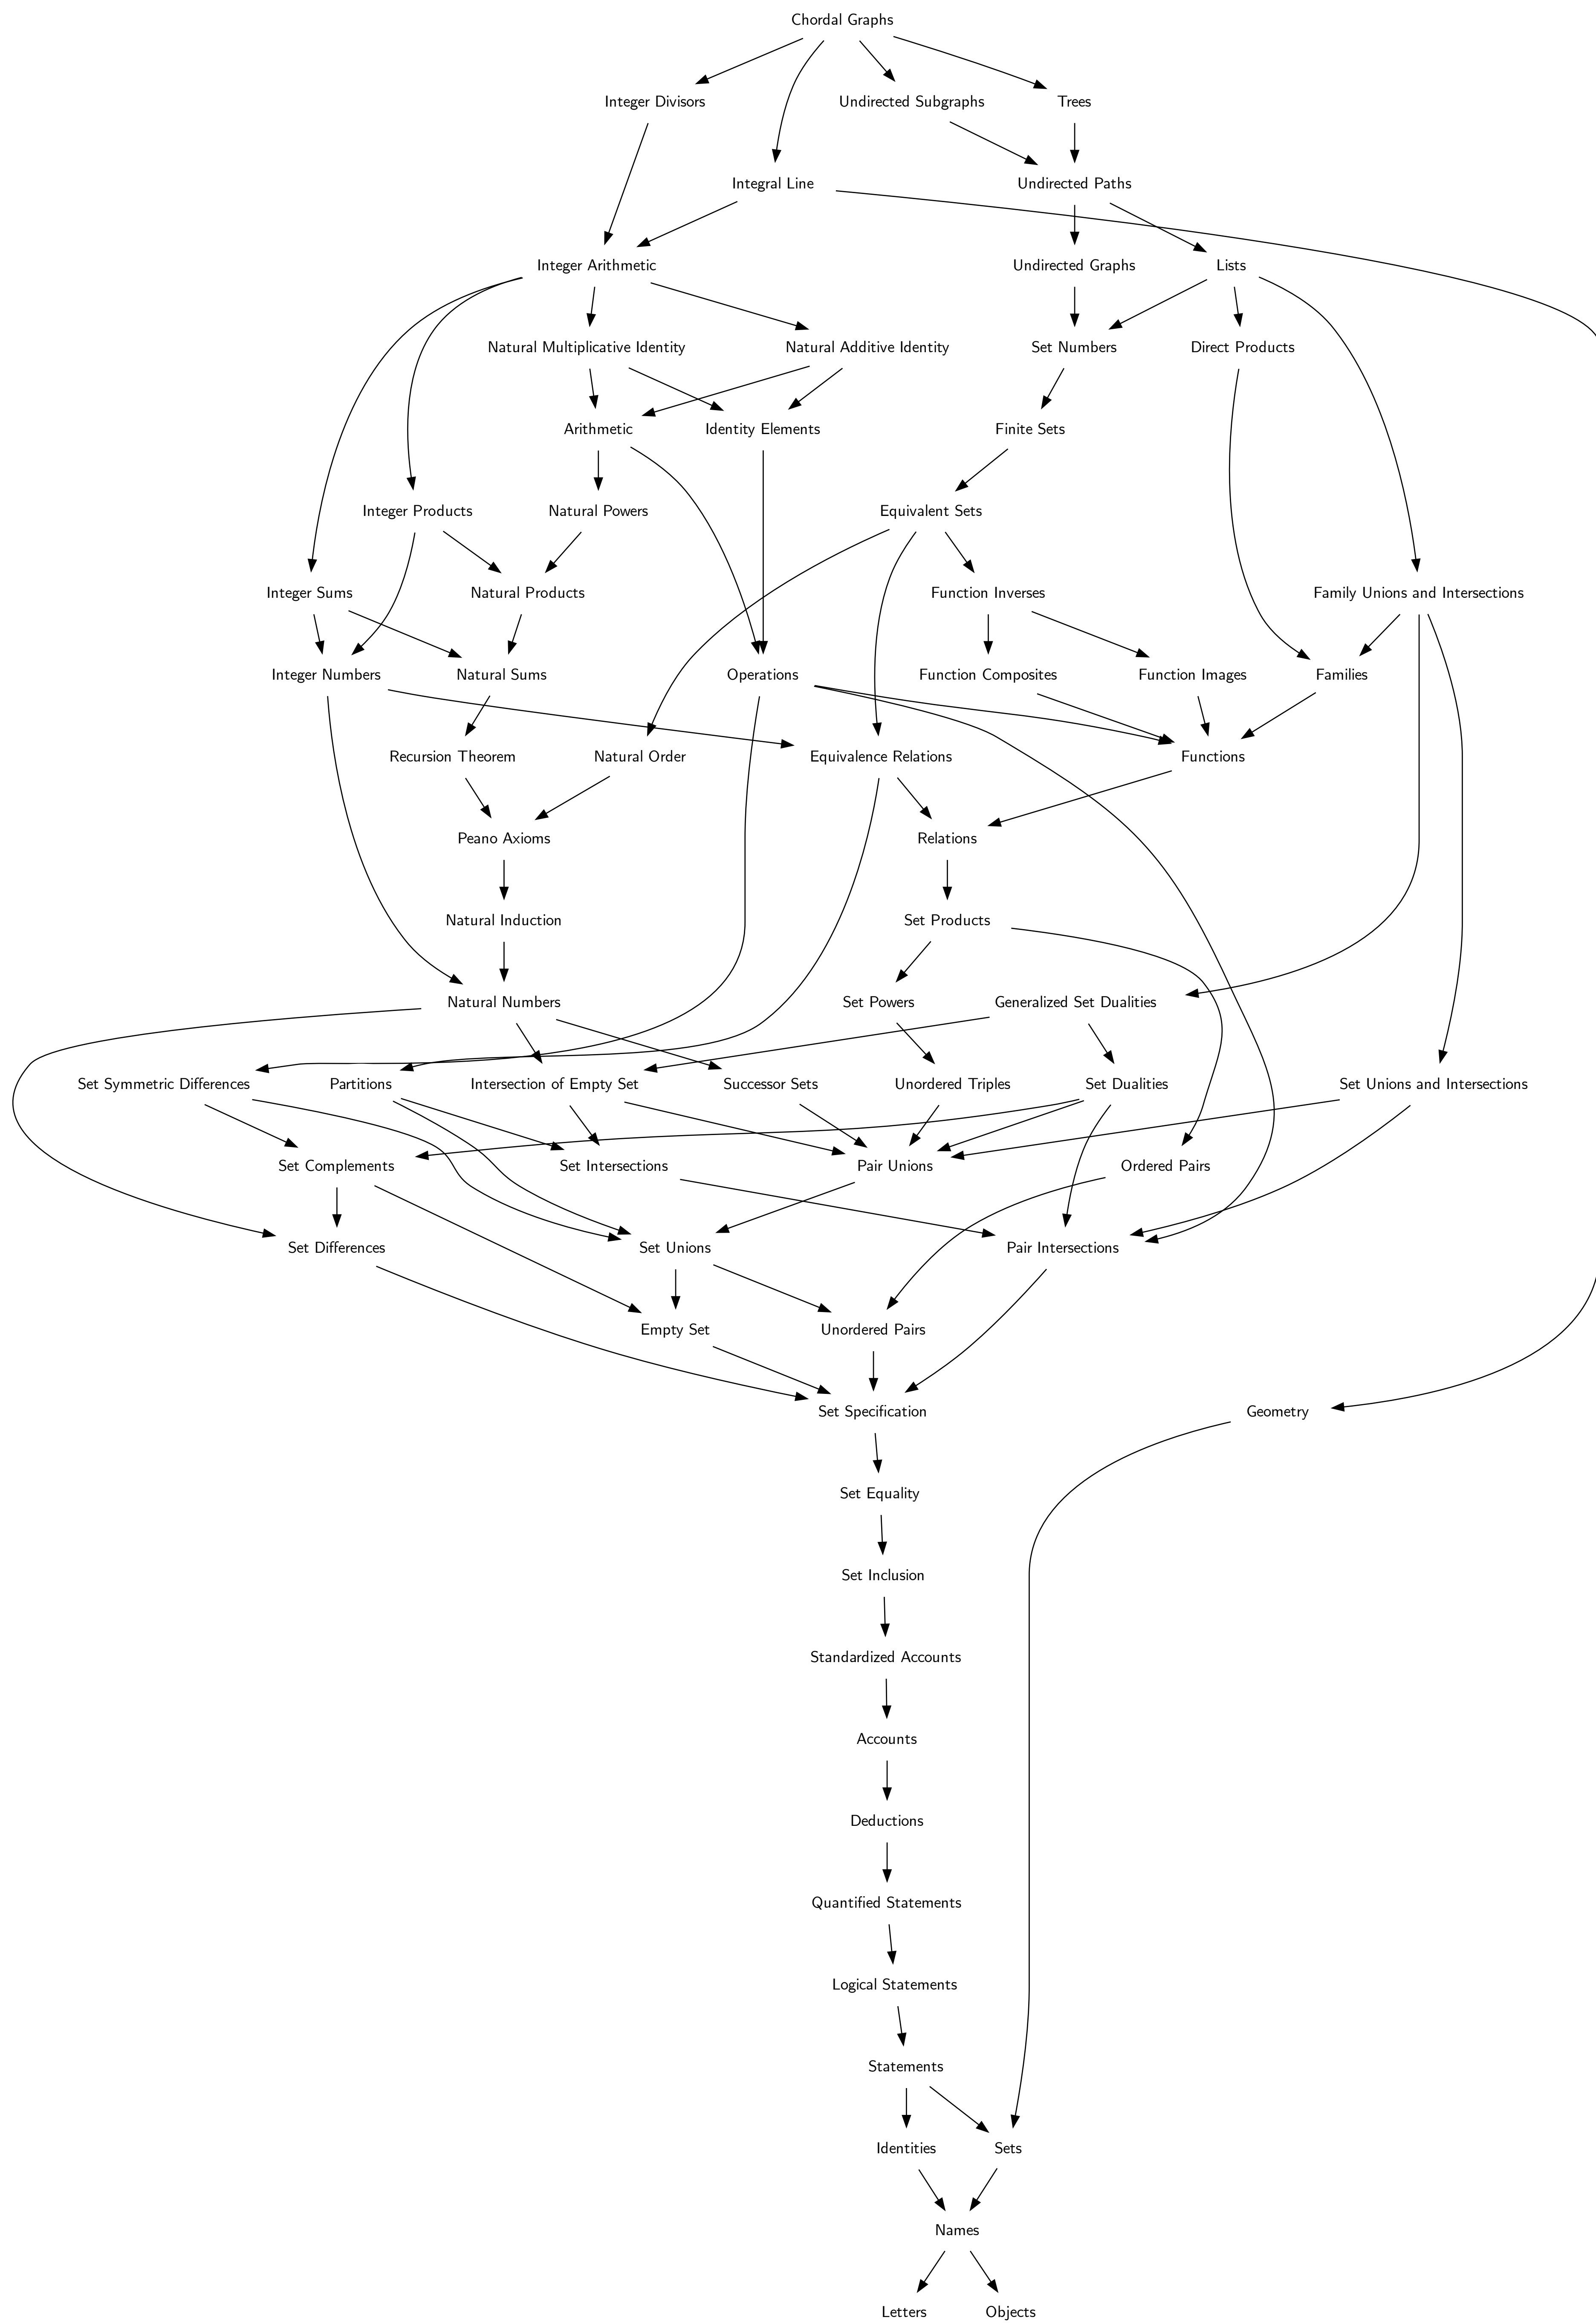 Chordal Graphs
Integer Divisors
Undirected Subgraphs
Trees
Integral Line
Undirected Paths
Integer Arithmetic
Undirected Graphs
Lists
Natural Multiplicative Identity
Natural Additive Identity
Set Numbers
Direct Products
Arithmetic
Identity Elements
Finite Sets
Integer Products
Natural Powers
Equivalent Sets
Integer Sums
Natural Products
Function Inverses
Family Unions and Intersections
Integer Numbers
Natural Sums
Operations
Function Composites
Function Images
Families
Recursion Theorem
Natural Order
Equivalence Relations
Functions
Peano Axioms
Relations
Natural Induction
Set Products
Natural Numbers
Set Powers
Generalized Set Dualities
Set Symmetric Differences
Partitions
Intersection of Empty Set
Successor Sets
Unordered Triples
Set Dualities
Set Unions and Intersections
Set Complements
Set Intersections
Pair Unions
Ordered Pairs
Set Differences
Set Unions
Pair Intersections
Empty Set
Unordered Pairs
Set Specification
Geometry
Set Equality
Set Inclusion
Standardized Accounts
Accounts
Deductions
Quantified Statements
Logical Statements
Statements
Identities
Sets
Names
Letters
Objects